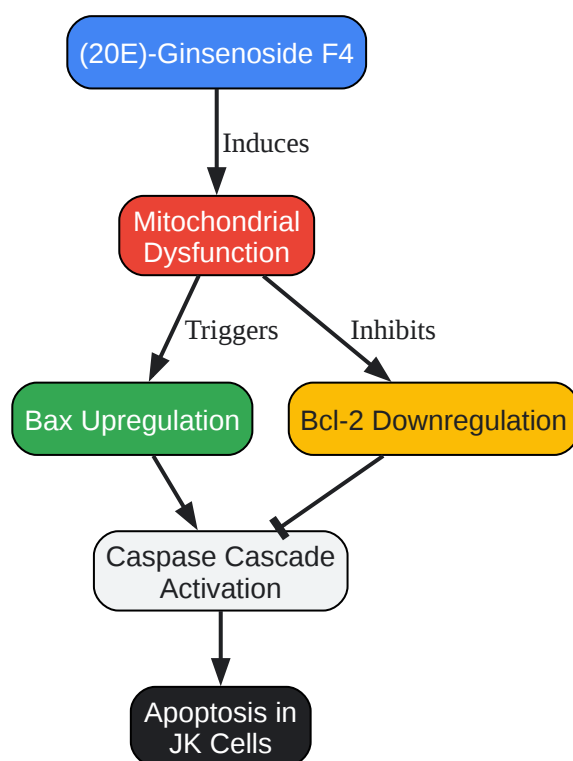 (20E)-Ginsenoside F4
Induces
Mitochondrial
Dysfunction
Triggers
Inhibits
Bax Upregulation
Bcl-2 Downregulation
Caspase Cascade
Activation
Apoptosis in
JK Cells